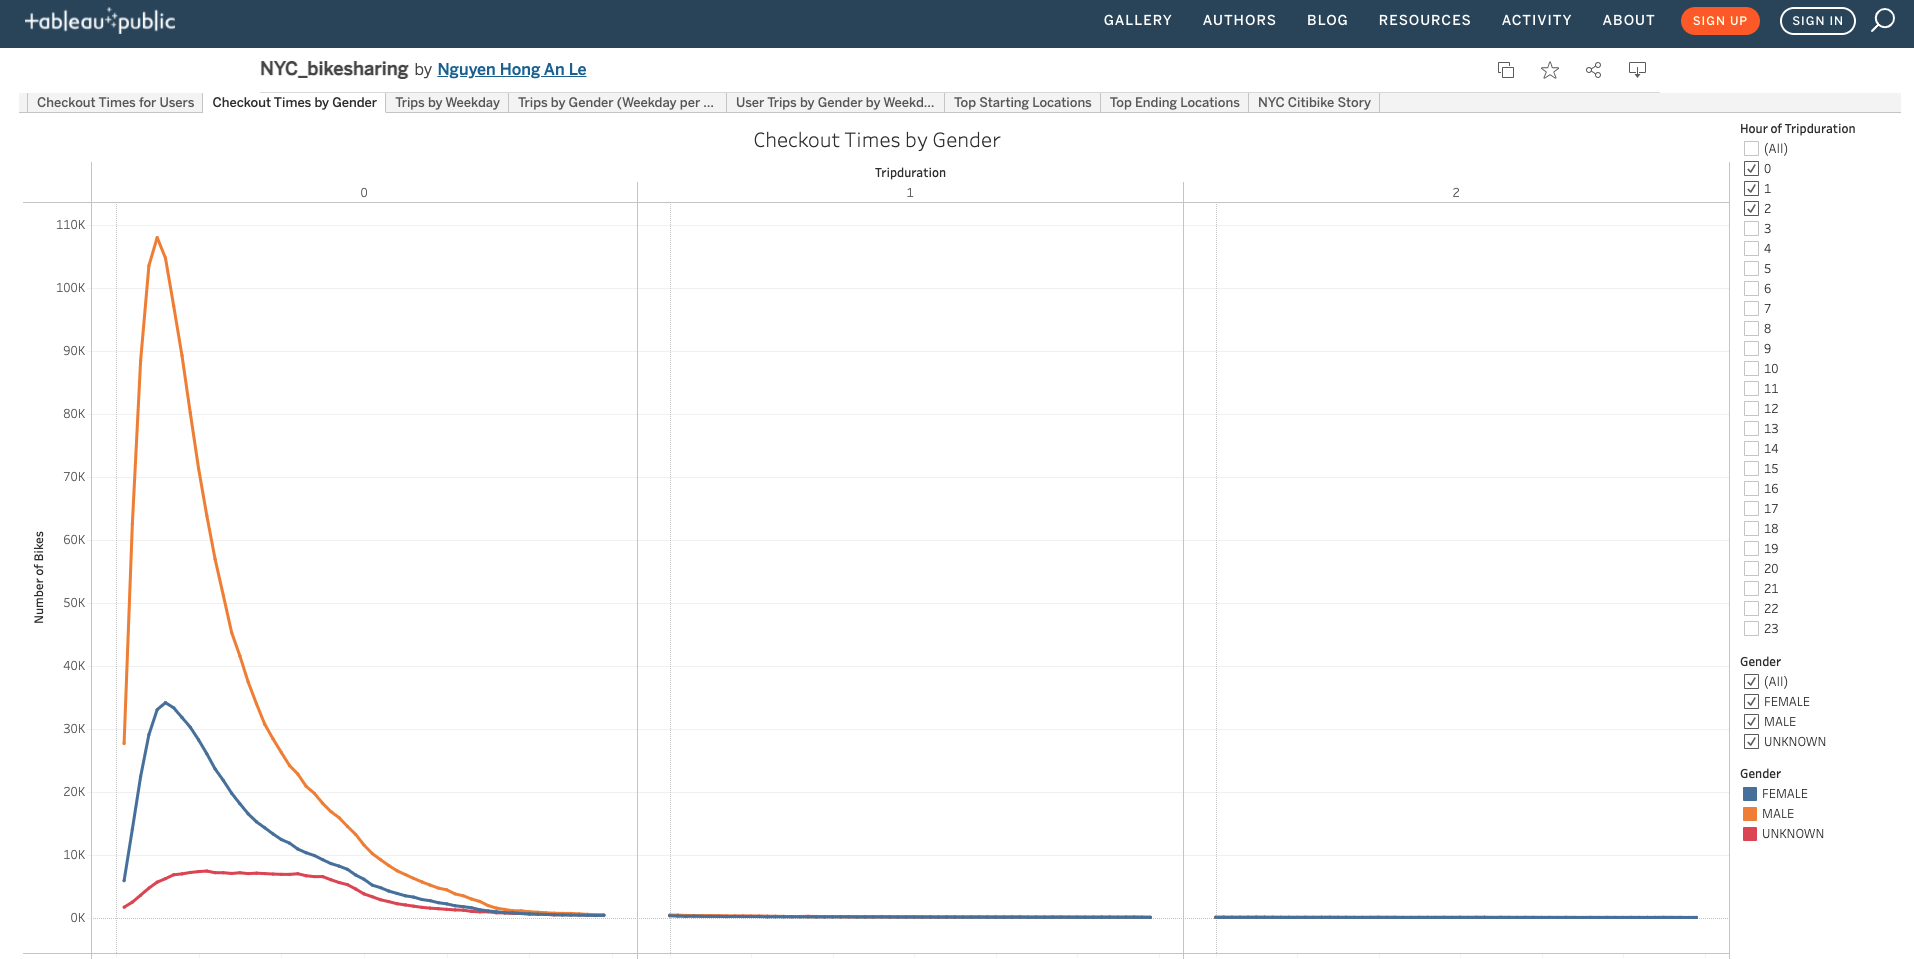 +ableau public
GALLERY AUTHORS BLOG RESOURCES ACTIVITY ABOUT SIGN UP SIGN IN
NYC_bikesharing by Nguyen Hong An Le
Checkout Times for Users Checkout Times by Gender Trips by Weekday Trips by Gender (Weekday per ... User Trips by Gender by Weekd... Top Starting Locations Top Ending Locations NYC Citibike Story
Checkout Times by Gender
Tripduration
0 1 2
110K
100K
90K
80K
70K
60K
50K
40K
30K
20K
10K
0K
Number of Bikes
Hour of Tripduration
(All)
0
1
2
3
4
5
6
7
8
9
10
11
12
13
14
15
16
17
18
19
20
21
22
23
Gender
(All)
FEMALE
MALE
UNKNOWN
Gender
FEMALE
MALE
UNKNOWN